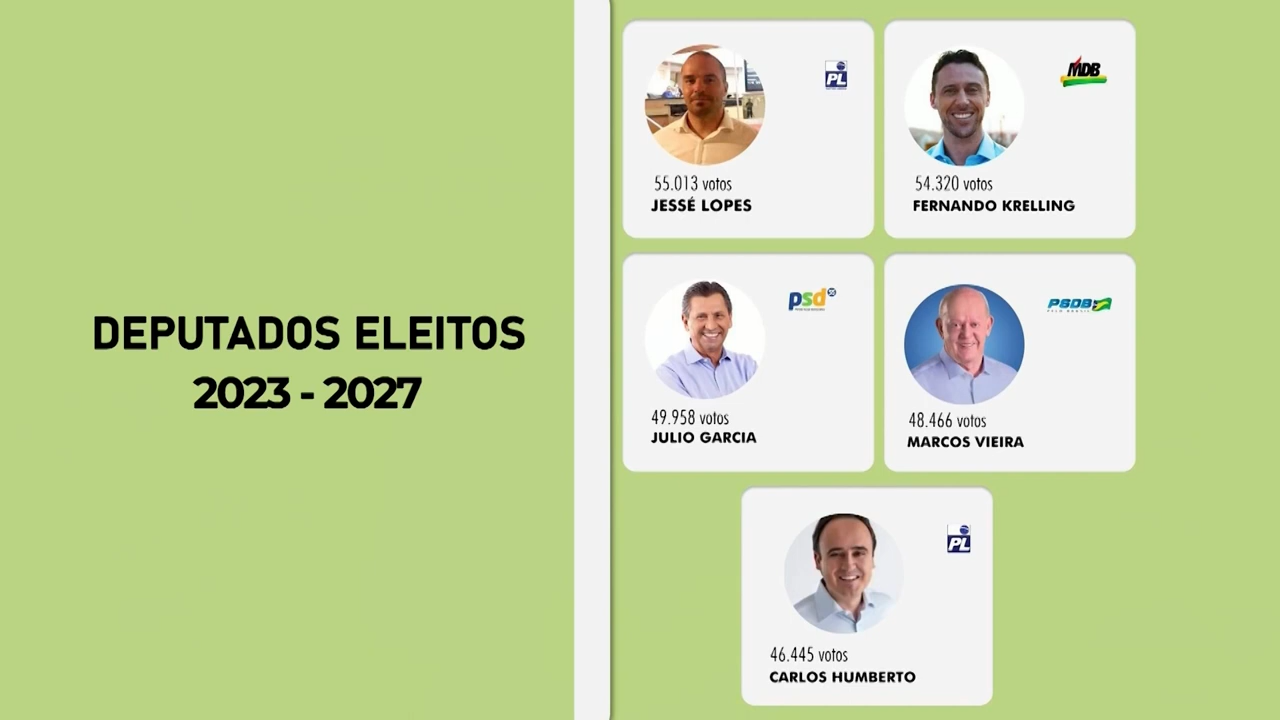 DEPUTADOS ELEITOS
2023 - 2027
PL
55.013 votos
JESSÉ LOPES
MDB
54.320 votos
FERNANDO KRELLING
psd
55
49.958 votos
JULIO GARCIA
PSDB
48.466 votos
MARCOS VIEIRA
PL
46.445 votos
CARLOS HUMBERTO